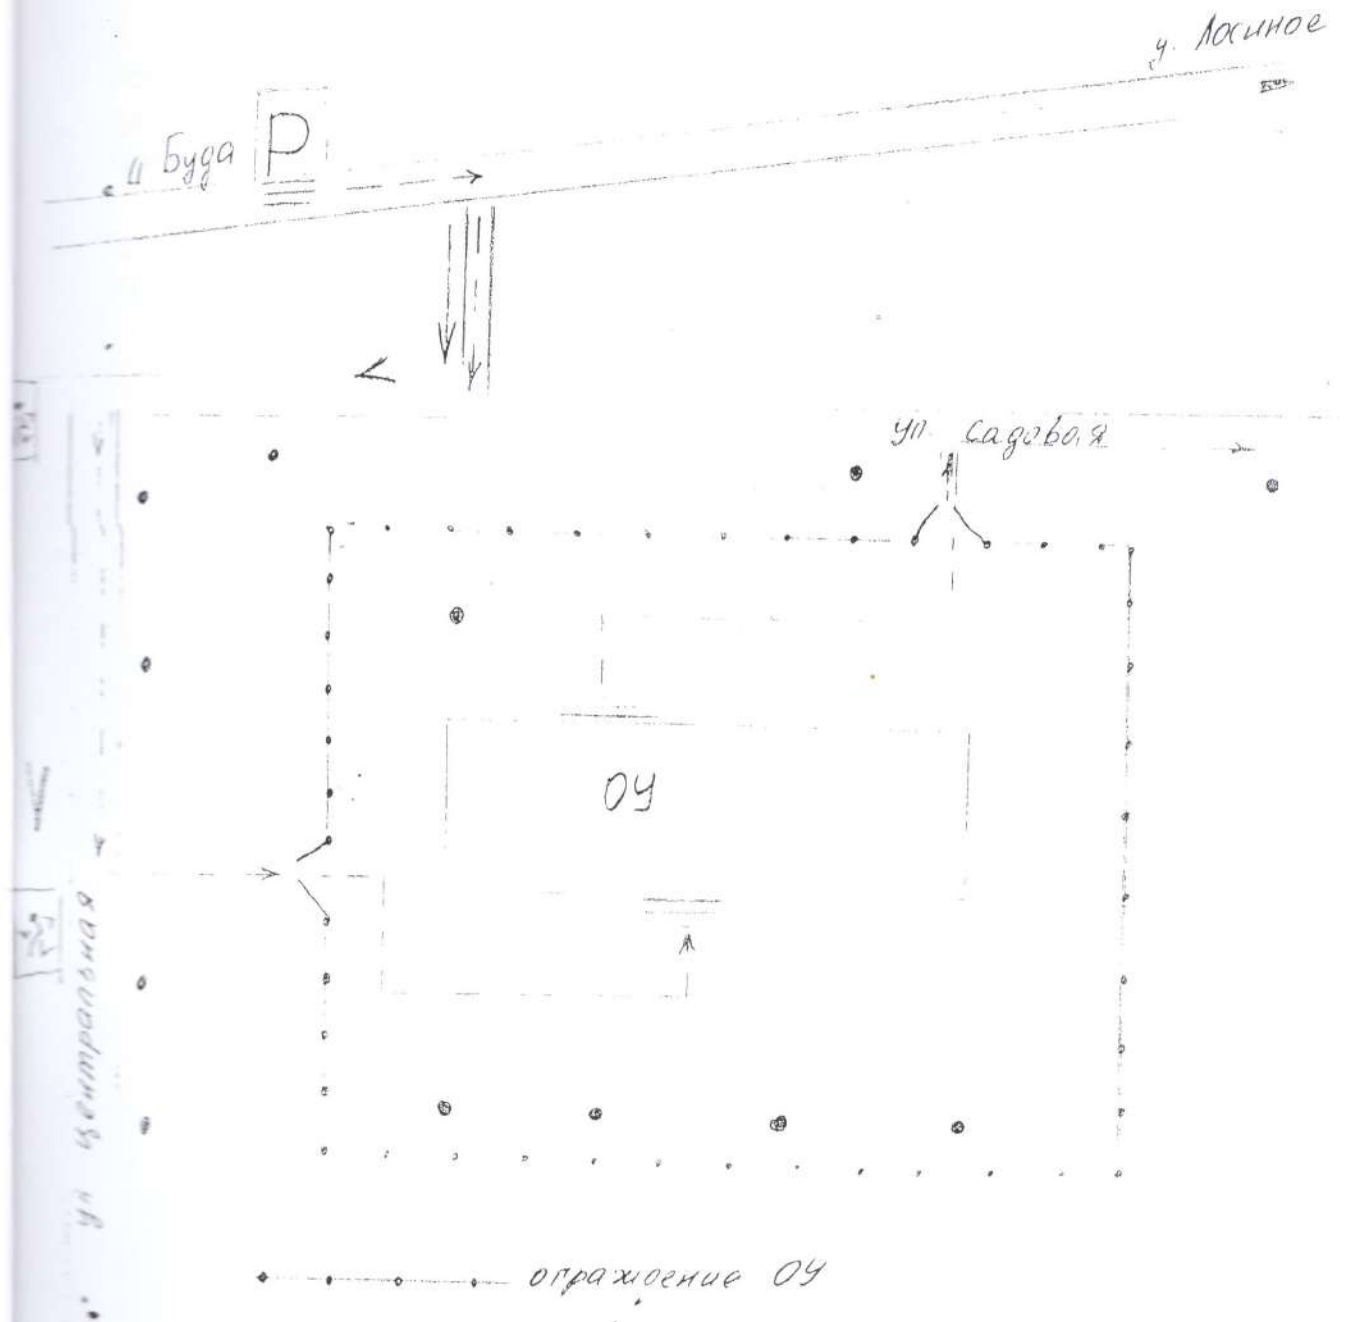 у. Лосиное
Буда
P
ул. Садовая
ОУ
ул центральная
ограждение ОУ